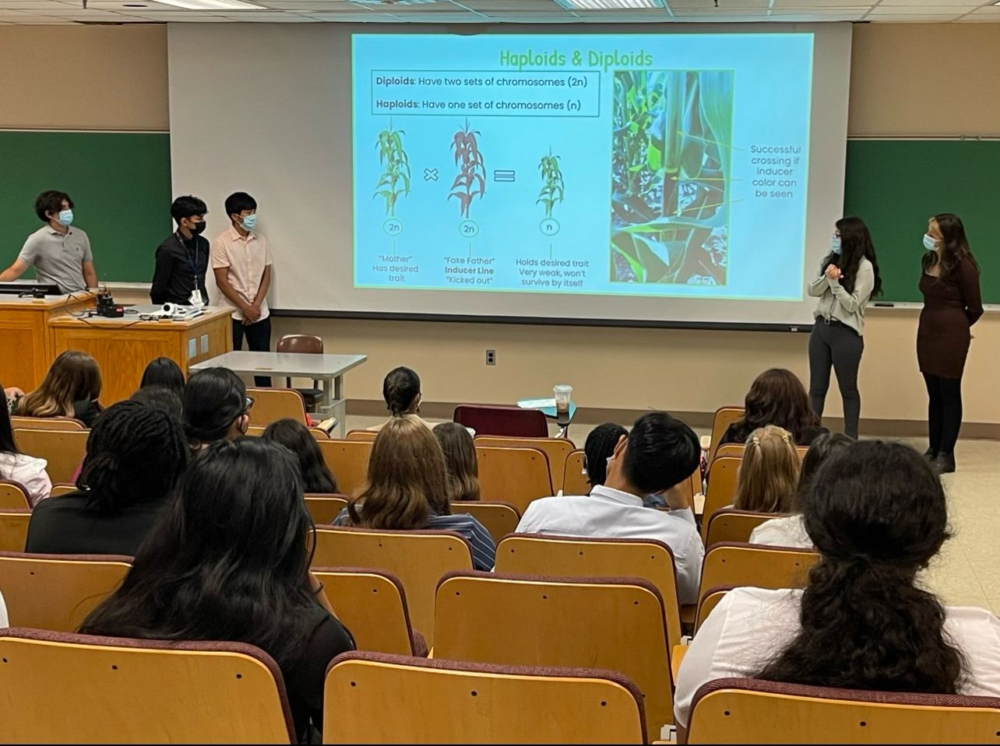 Haploids & Diploids
Diploids: Have two sets of chromosomes (2n)
Haploids: Have one set of chromosomes (n)
2n
2n
n
"Mother"
Has desired
trait
"Fake Father"
Inducer Line
"Kicked out"
Holds desired trait
Very weak, won't
survive by itself
Successful
crossing if
inducer
color can
be seen